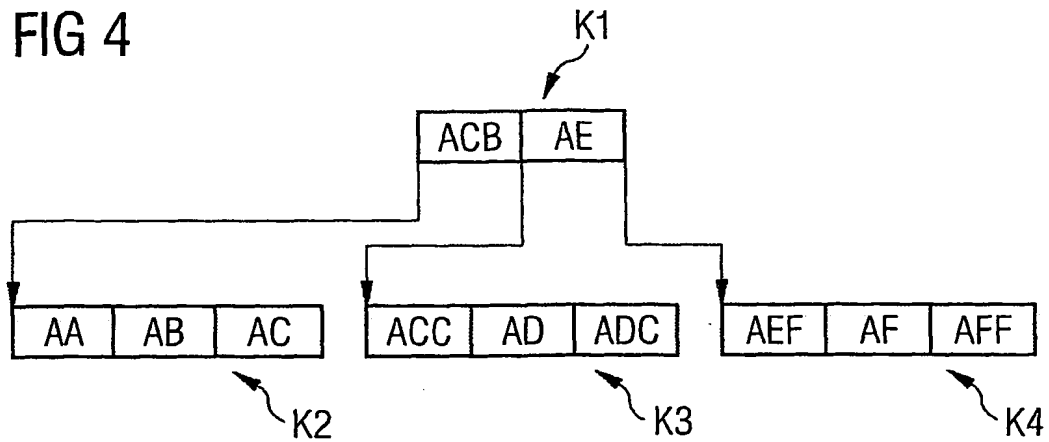 FIG 4
K1
ACB AE
AA AB AC ACC AD ADC AEF AF AFF
K2 K3 K4